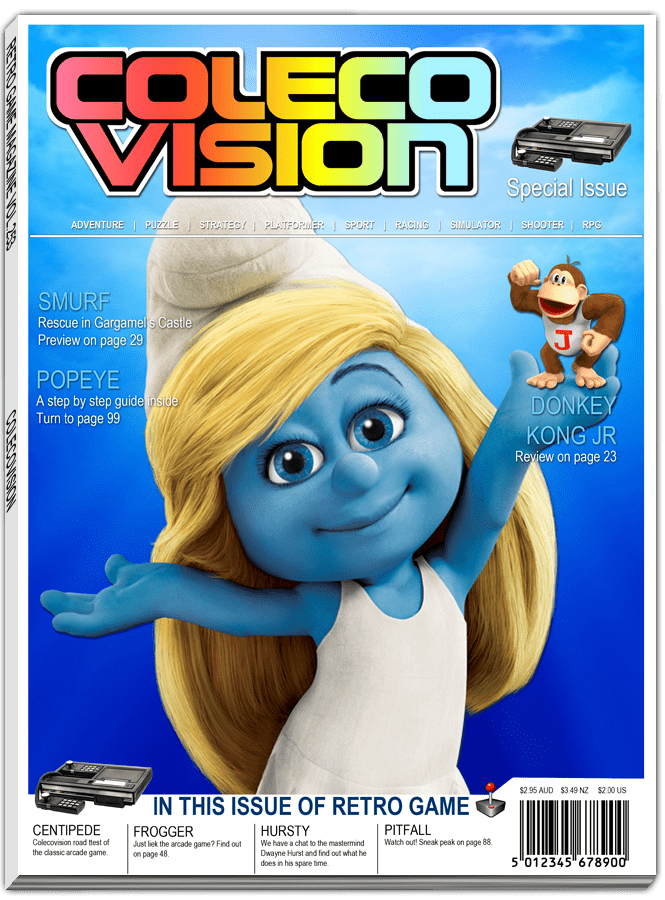 COLECO
VISION
Special Issue
ADVENTURE | PUZZLE | STRATEGY | PLATFORMER | SPORT | RACING | SIMULATOR | SHOOTER | RPG
SMURF
Rescue in Gargamel's Castle
Preview on page 29
POPEYE
A step by step guide inside
Turn to page 99
J
DONKEY
KONG JR
Review on page 23
RETRO GAME MAGAZINE VOL.
COLECOVISION
IN THIS ISSUE OF RETRO GAME
$2.95 AUD $3.49 NZ $2.00 US
CENTIPEDE
Colecovision road ttest of
the classic arcade game.
FROGGER
Just liek the arcade game? Find out
on page 48.
HURSTY
We have a chat to the mastermind
Dwayne Hurst and find out what he
does in his spare time.
PITFALL
Watch out! Sneak peak on page 88.
5 012345 678900